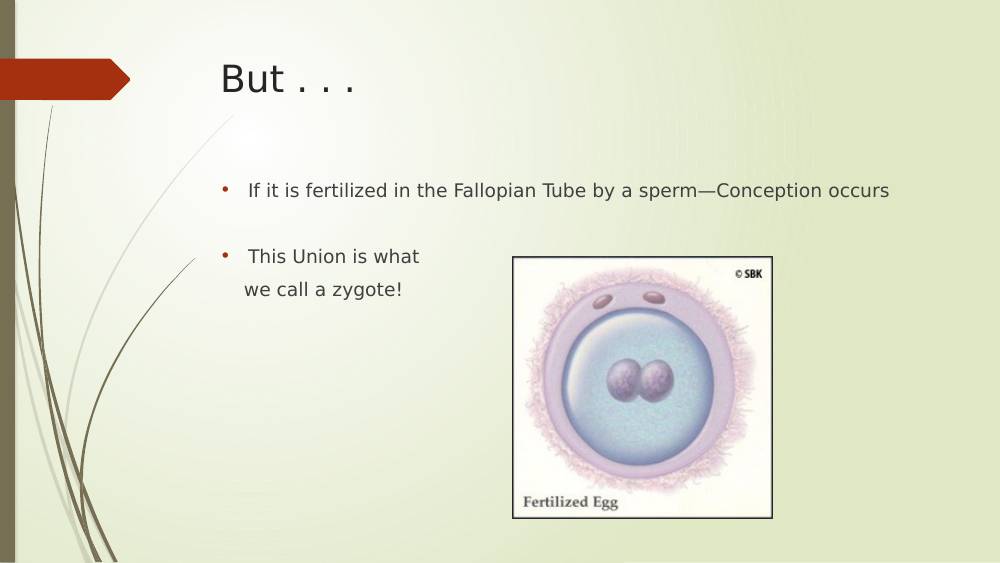 But . . .
• If it is fertilized in the Fallopian Tube by a sperm—Conception occurs
• This Union is what
we call a zygote!
© SBK
Fertilized Egg